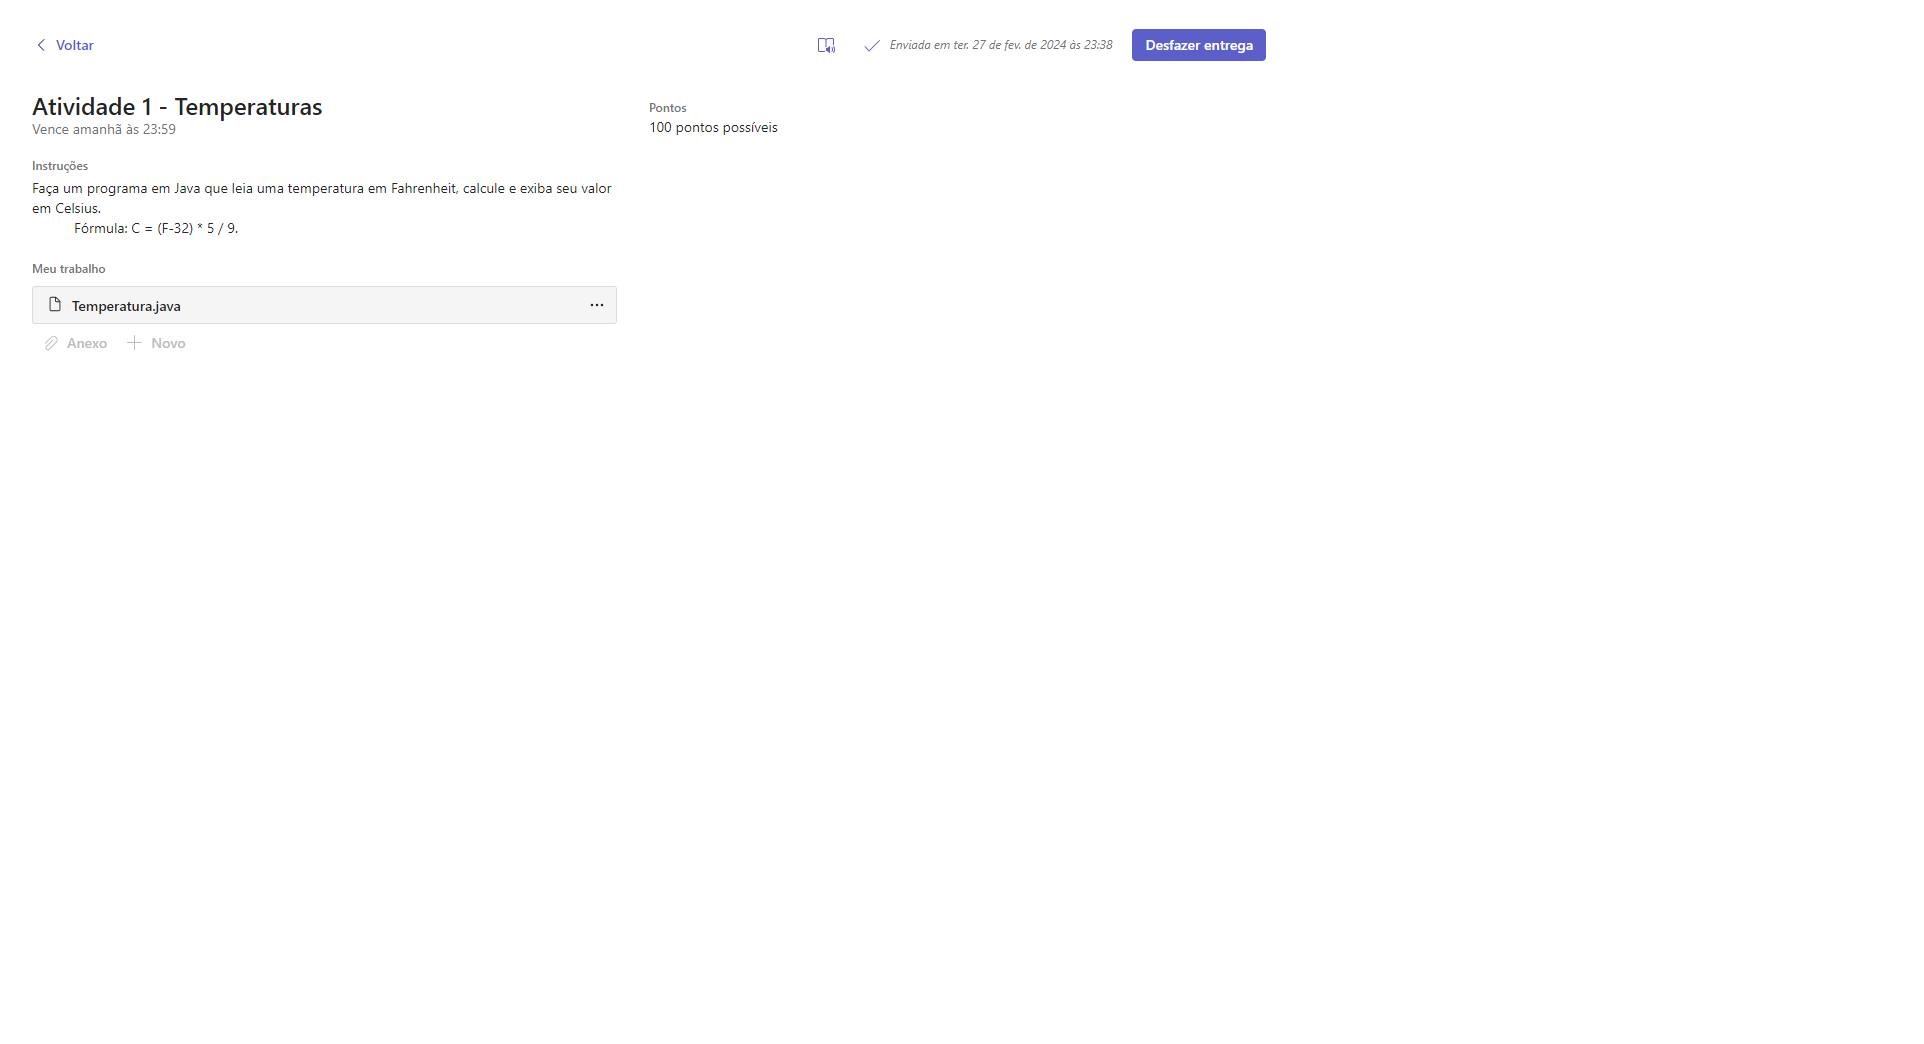 Voltar
Enviada em ter. 27 de fev. de 2024 às 23:38
Desfazer entrega
Atividade 1 - Temperaturas
Vence amanhã às 23:59
Pontos
100 pontos possíveis
Instruções
Faça um programa em Java que leia uma temperatura em Fahrenheit, calcule e exiba seu valor
em Celsius.
Fórmula: C = (F-32) * 5 / 9.
Meu trabalho
Temperatura.java
Anexo
Novo